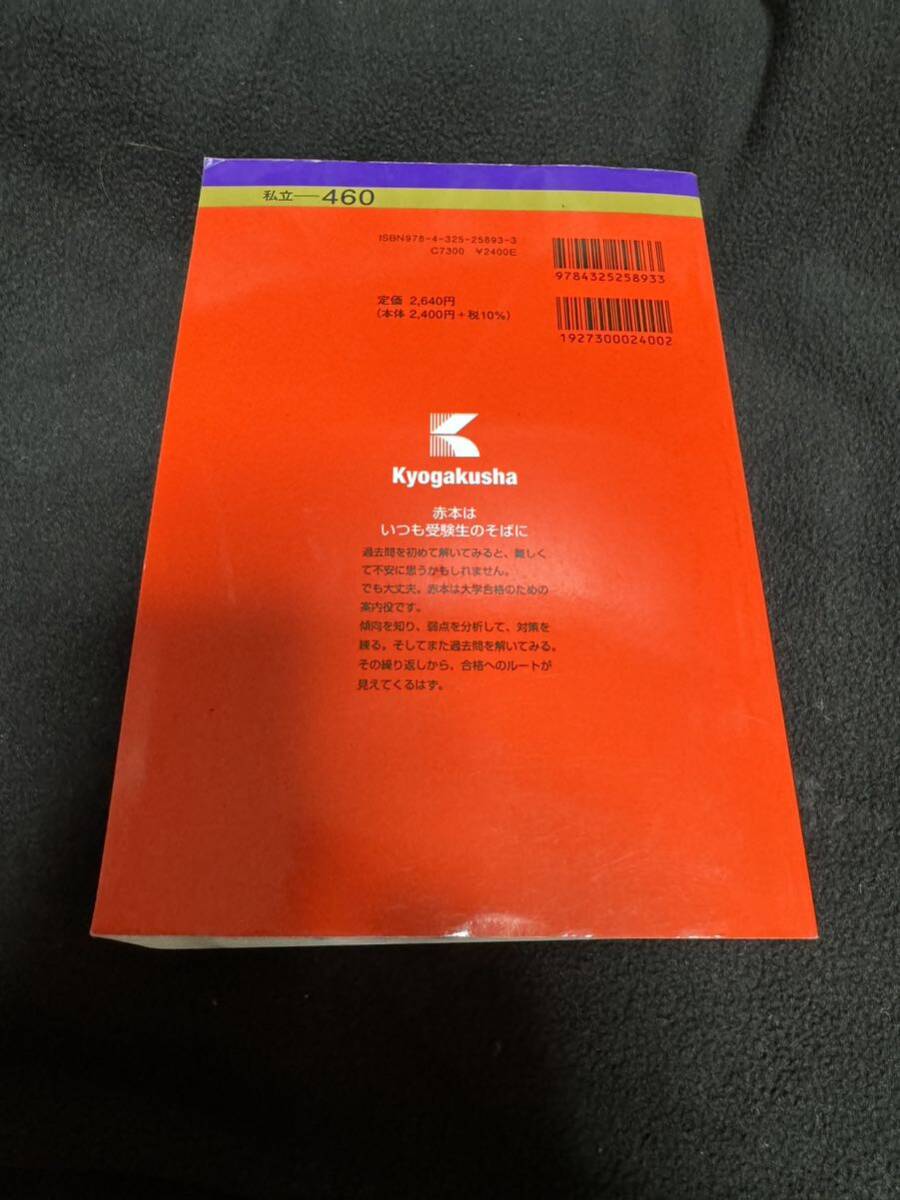 私立—460
ISBN978-4-325-25893-3
C7300 ¥2400E
9784325258933
定価 2,640円
(本体 2,400円+税10%)
1927300024002
Kyogakusha
赤本は
いつも受験生のそばに
過去問を初めて解いてみると、難しく
て不安に思うかもしれません。
でも大丈夫。赤本は大学合格のための
案内役です。
傾向を知り、弱点を分析して、対策を
練る。そしてまた過去問を解いてみる。
その繰り返しから、合格へのルートが
見えてくるはず。